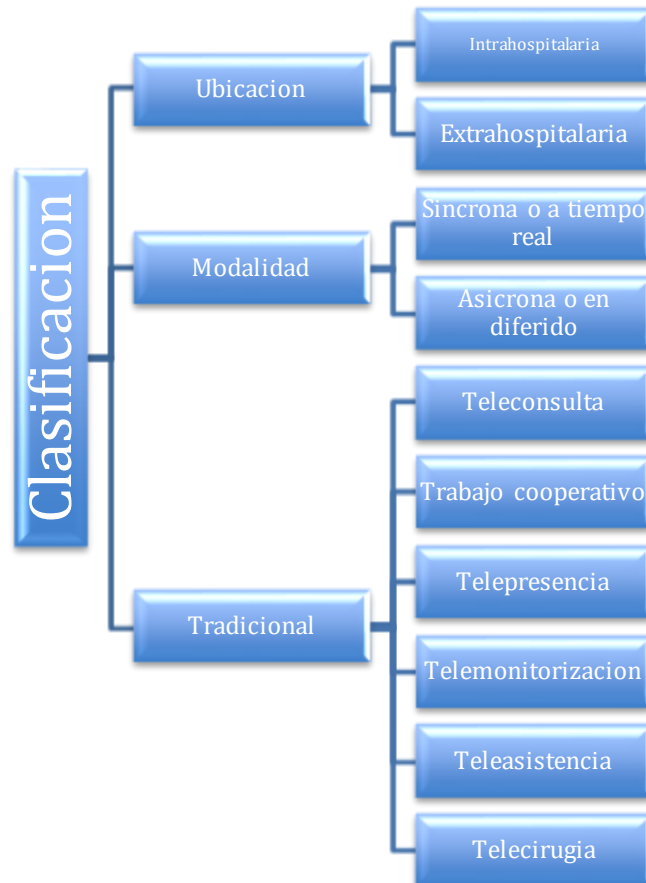 Clasificacion
Ubicacion
Intrahospitalaria
Extrahospitalaria
Modalidad
Sincrona o a tiempo
real
Asicrona o en
diferido
Tradicional
Teleconsulta
Trabajo cooperativo
Telepresencia
Telemonitorizacion
Teleasistencia
Telecirugia